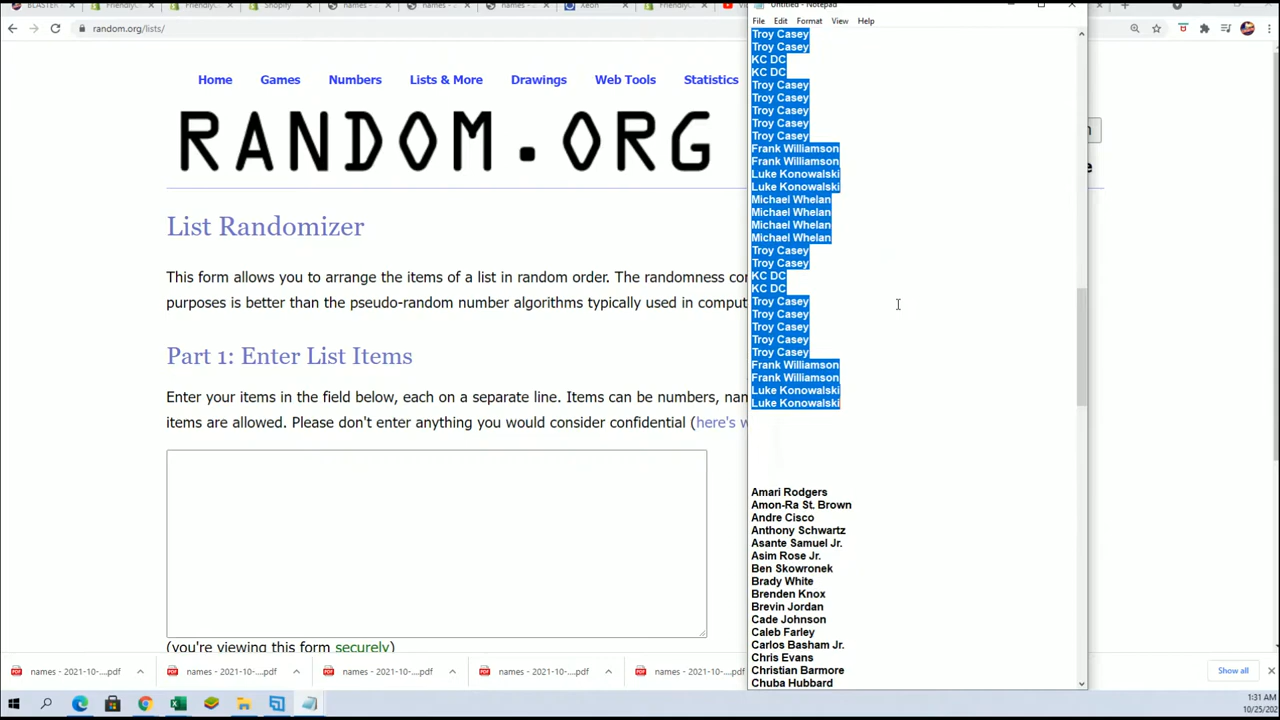 Untitled - Notepad
random.org/lists/
File Edit Format View Help
Home Games Numbers Lists & More Drawings Web Tools Statistics
RANDOM.ORG
List Randomizer
This form allows you to arrange the items of a list in random order. The randomness
purposes is better than the pseudo-random number algorithms typically used in
Part 1: Enter List Items
Enter your items in the field below, each on a separate line. Items can be numbers,
items are allowed. Please don't enter anything you would consider confidential (here's
(you're viewing this form securely)
Troy Casey
Troy Casey
KC DC
KC DC
Troy Casey
Troy Casey
Troy Casey
Troy Casey
Troy Casey
Frank Williamson
Frank Williamson
Luke Konowalski
Luke Konowalski
Michael Whelan
Michael Whelan
Michael Whelan
Michael Whelan
Troy Casey
Troy Casey
KC DC
KC DC
Troy Casey
Troy Casey
Troy Casey
Troy Casey
Troy Casey
Frank Williamson
Frank Williamson
Luke Konowalski
Luke Konowalski
Amari Rodgers
Amon-Ra St. Brown
Andre Cisco
Anthony Schwartz
Asante Samuel Jr.
Asim Rose Jr.
Ben Skowronek
Brady White
Brenden Knox
Brevin Jordan
Cade Johnson
Caleb Farley
Carlos Basham Jr.
Chris Evans
Christian Barmore
Chuba Hubbard
names - 2021-10-....pdf names - 2021-10-....pdf names - 2021-10-....pdf names - 2021-10-....pdf names - 2021-10-....pdf Show all
1:31 AM
10/25/202